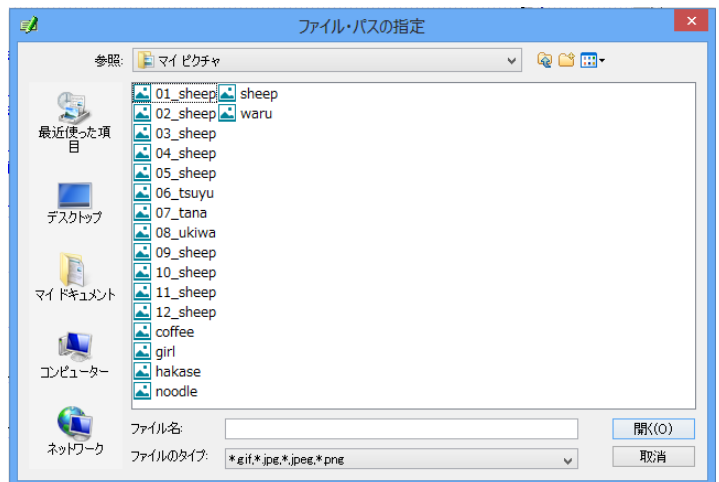 ファイル・パスの指定
参照:
マイ ピクチャ
最近使った項目
デスクトップ
マイ ドキュメント
コンピューター
ネットワーク
01_sheep
02_sheep
03_sheep
04_sheep
05_sheep
06_tsuyu
07_tana
08_ukiwa
09_sheep
10_sheep
11_sheep
12_sheep
coffee
girl
hakase
noodle
sheep
waru
ファイル名:
開く(O)
ファイルのタイプ:
*.gif,*.jpg,*.jpeg,*.png
取消